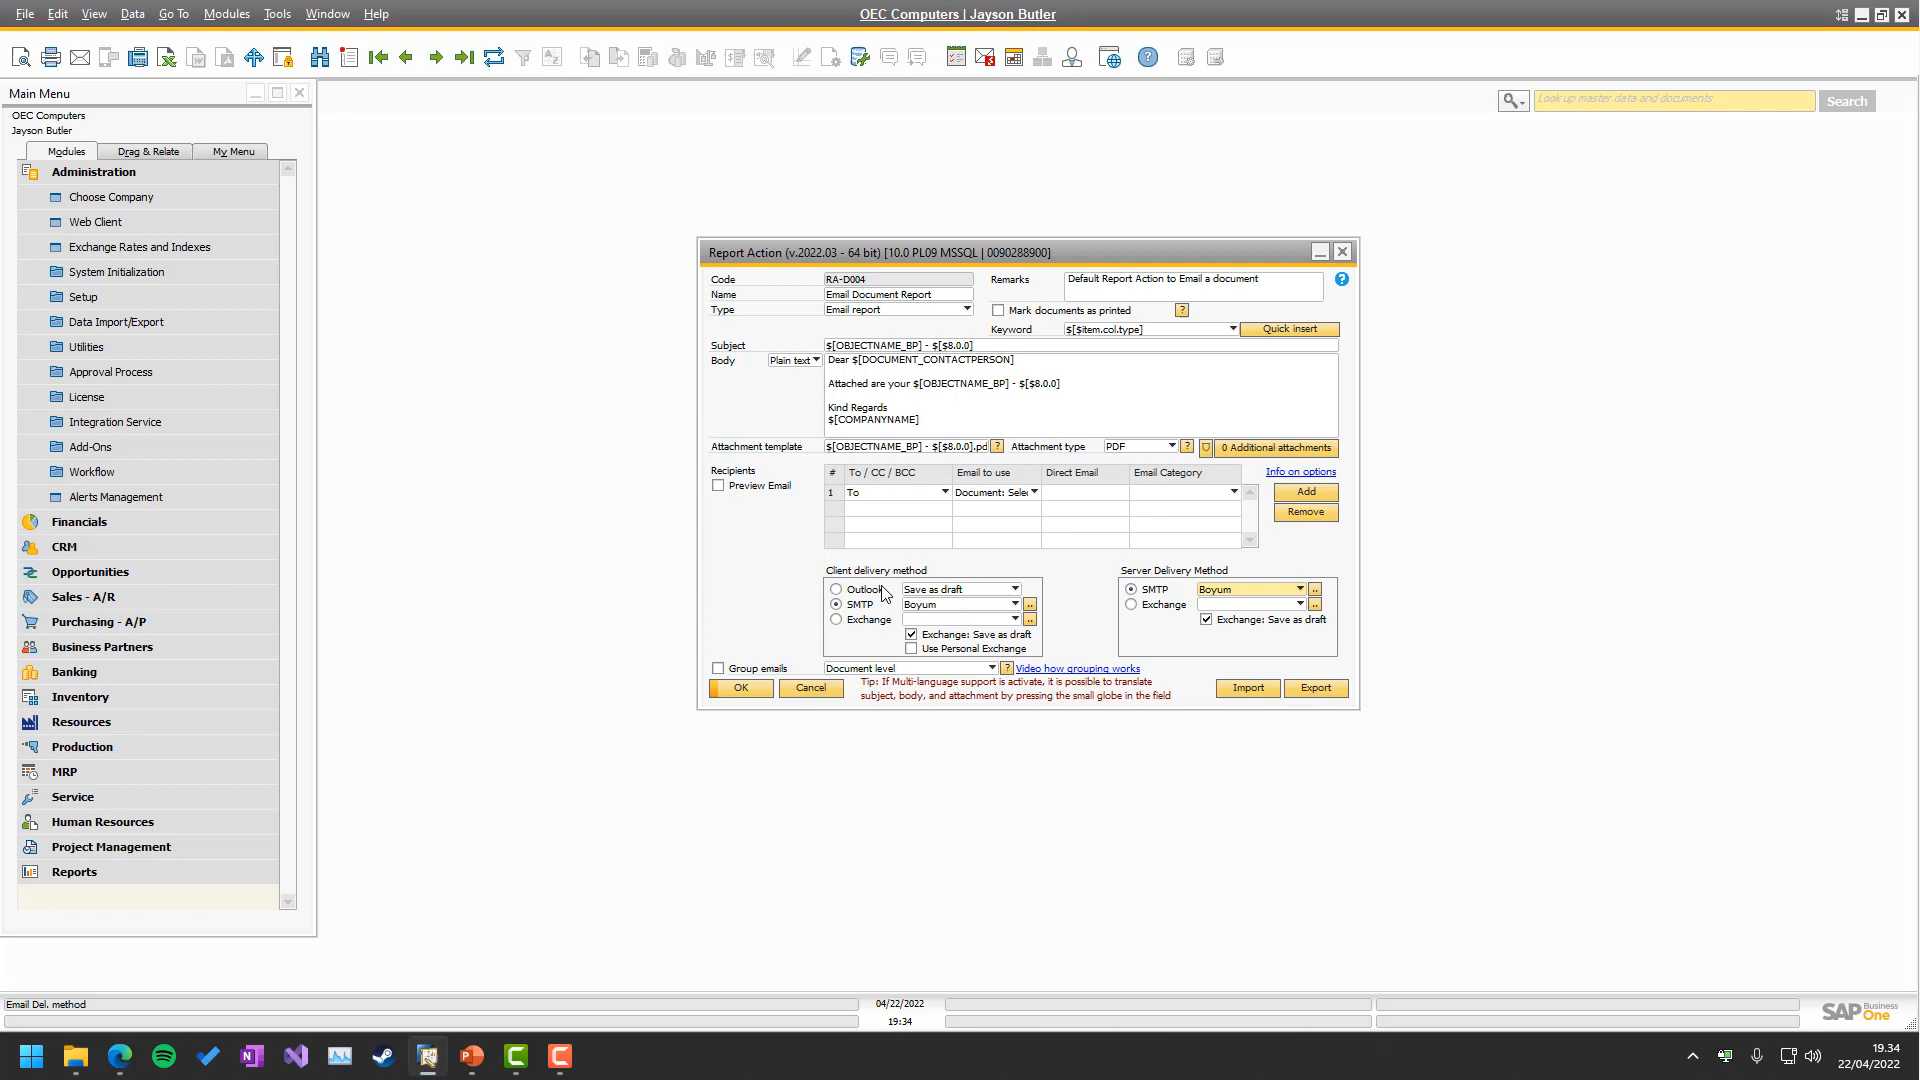 File Edit View Data Go To Modules Tools Window Help
OEC Computers | Jayson Butler
Main Menu
Look up master data and documents
Search
OEC Computers
Jayson Butler
Modules Drag & Relate My Menu
Administration
Choose Company
Web Client
Exchange Rates and Indexes
System Initialization
Setup
Data Import/Export
Utilities
Approval Process
License
Integration Service
Add-Ons
Workflow
Alerts Management
Financials
CRM
Opportunities
Sales - A/R
Purchasing - A/P
Business Partners
Banking
Inventory
Resources
Production
MRP
Service
Human Resources
Project Management
Reports
Report Action (v.2022.03 - 64 bit) [10.0 PL09 MSSQL | 0090288900]
Code RA-D004 Remarks Default Report Action to Email a document
Name Email Document Report
Type Email report Mark documents as printed ?
Keyword $[$item.col.type] Quick insert
Subject $[OBJECTNAME_BP] - $[$8.0.0]
Body Plain text Dear $[DOCUMENT_CONTACTPERSON]
Attached are your $[OBJECTNAME_BP] - $[$8.0.0]
Kind Regards
$[COMPANYNAME]
Attachment template $[OBJECTNAME_BP] - $[$8.0.0].pd ? Attachment type PDF ? 0 Additional attachments
Recipients # To / CC / BCC Email to use Direct Email Email Category Info on options
Preview Email 1 To Document: Sele Add
Remove
Client delivery method Server Delivery Method
Outlook Save as draft SMTP Boyum ..
SMTP Boyum .. Exchange ..
Exchange .. Exchange: Save as draft
Exchange: Save as draft
Use Personal Exchange
Group emails Document level ? Video how grouping works
OK Cancel Tip: If Multi-language support is activate, it is possible to translate
subject, body, and attachment by pressing the small globe in the field
Import Export
Email Del. method 04/22/2022
19:34
SAP Business One
19.34
22/04/2022